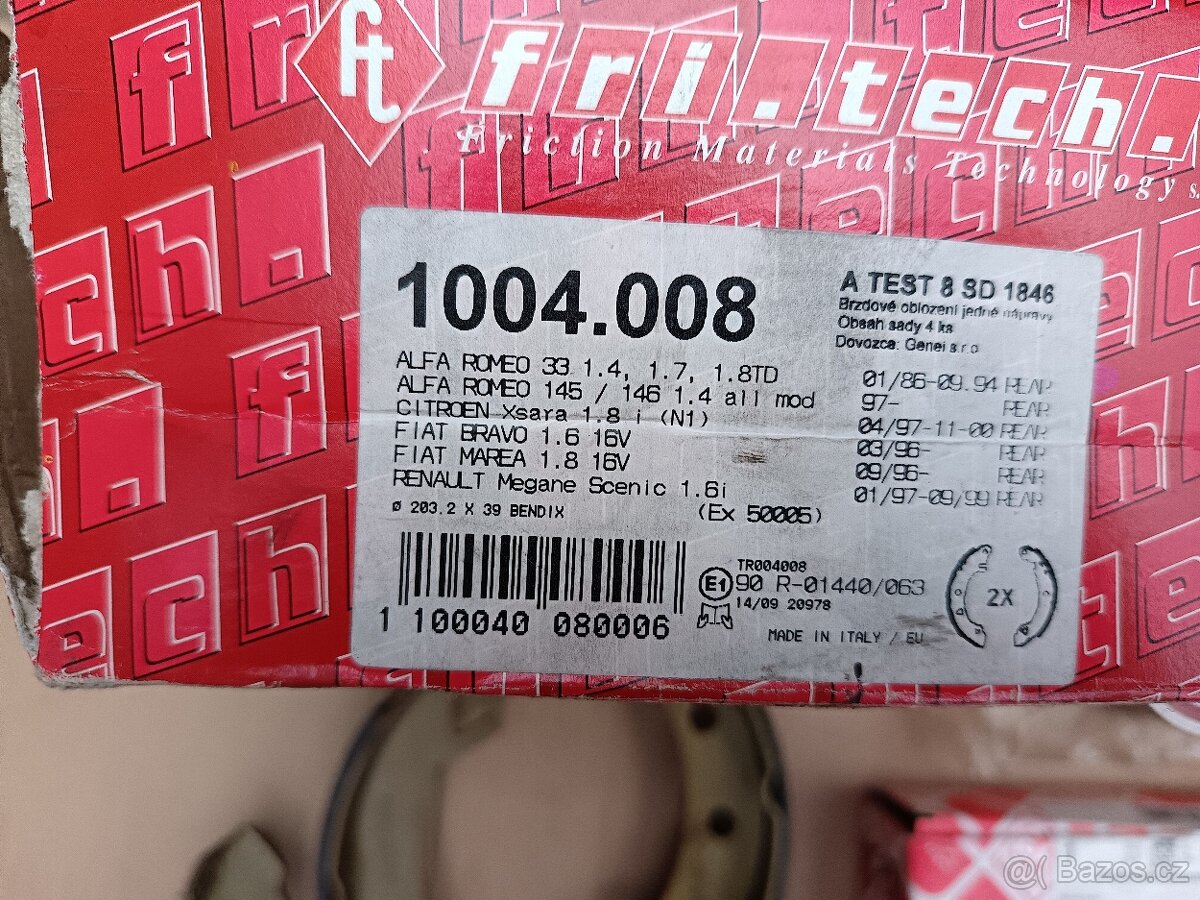 ft fri.tech.
Friction Materials Technology
1004.008
A TEST 8 SD 1846
Brzdové oblození jedné nápravy
Obsah sady 4 ks
Dovozca: Genei s.r.o
ALFA ROMEO 33 1.4, 1.7, 1.8TD 01/86-09.94 REAR
ALFA ROMEO 145 / 146 1.4 all mod 97- REAR
CITROEN Xsara 1.8 i (N1) 04/97-11-00 REAR
FIAT BRAVO 1.6 16V 03/96- REAR
FIAT MAREA 1.8 16V 09/96- REAR
RENAULT Megane Scenic 1.6i 01/97-09/99 REAR
ø 203.2 X 39 BENDIX (Ex 50005)
TR004008
E1 90 R-01440/063
14/09 20978
2X
1 100040 080006
MADE IN ITALY / EU
@( Bazos.cz